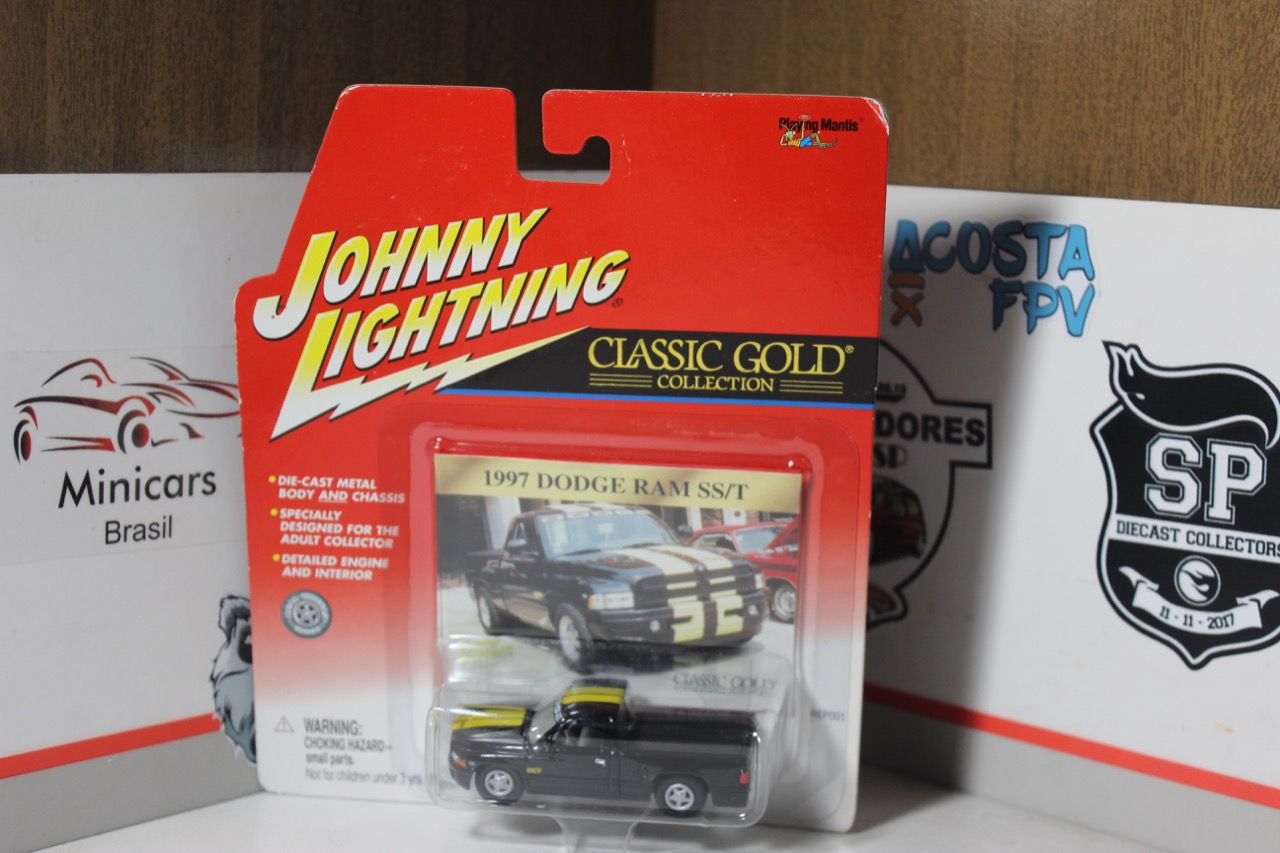 Playing Mantis
JOHNNY
LIGHTNING®
CLASSIC GOLD®
COLLECTION
• DIE-CAST METAL
BODY AND CHASSIS
• SPECIALLY
DESIGNED FOR THE
ADULT COLLECTOR
• DETAILED ENGINE
AND INTERIOR
1997 DODGE RAM SS/T
CLASSIC GOLD®
WARNING:
CHOKING HAZARD–
small parts.
Not for children under 3 yrs.
Minicars
Brasil
ACOSTA
FPV
DORES
SP
SP
DIECAST COLLECTORS
11 - 11 - 2017